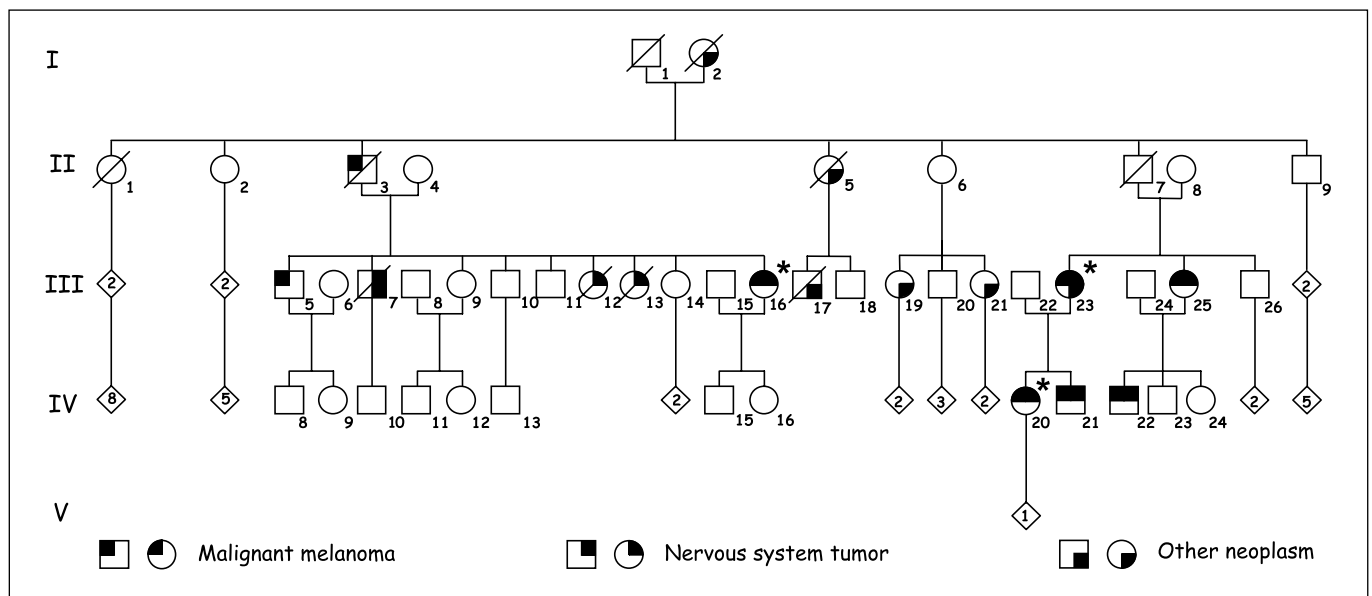 I
1 2
II
1 2 3 4 5 6 7 8 9
* *
III 2 2 2
5 6 7 8 9 10 11 12 13 14 15 16 17 18 19 20 21 22 23 24 25 26
*
IV 8 5 2 2 3 2 2 5
8 9 10 11 12 13 15 16 20 21 22 23 24
V 1
Malignant melanoma Nervous system tumor Other neoplasm